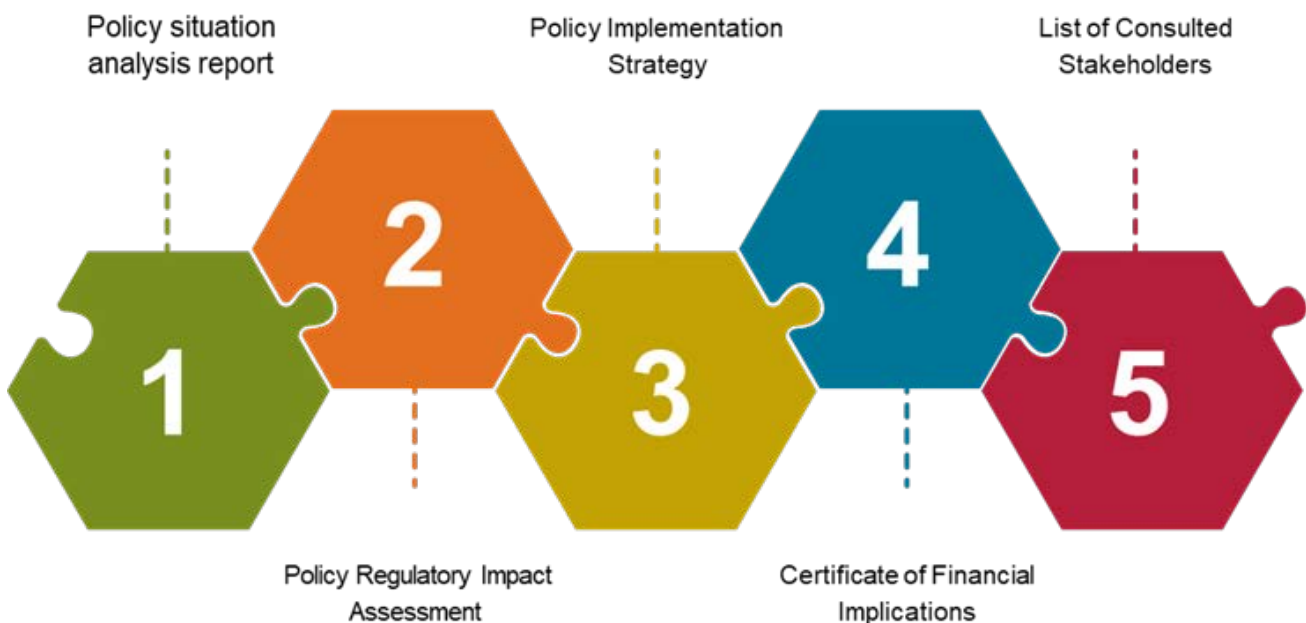 Policy situation
analysis report
Policy Implementation
Strategy
List of Consulted
Stakeholders
1
2
3
4
5
Policy Regulatory Impact
Assessment
Certificate of Financial
Implications